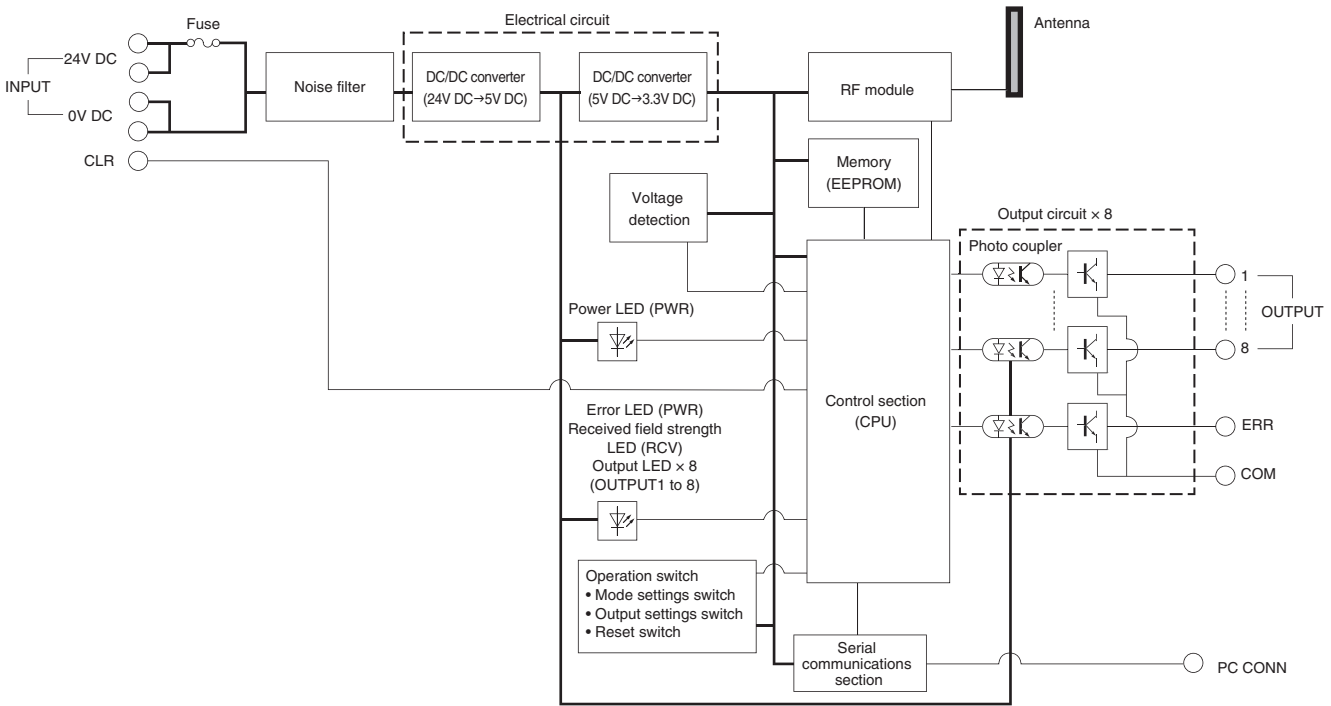 Fuse
Electrical circuit
Antenna
INPUT
24V DC
0V DC
CLR
Noise filter
DC/DC converter
(24V DC→5V DC)
DC/DC converter
(5V DC→3.3V DC)
RF module
Memory
(EEPROM)
Voltage
detection
Output circuit × 8
Photo coupler
Power LED (PWR)
1
OUTPUT
8
Control section
(CPU)
Error LED (PWR)
Received field strength
LED (RCV)
Output LED × 8
(OUTPUT1 to 8)
ERR
COM
Operation switch
• Mode settings switch
• Output settings switch
• Reset switch
Serial
communications
section
PC CONN